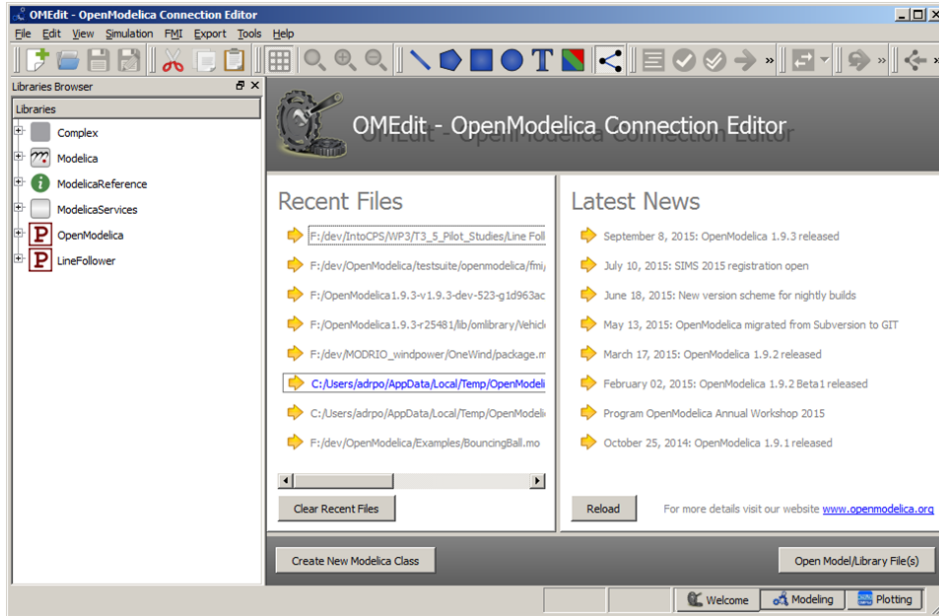 OMEdit - OpenModelica Connection Editor
File Edit View Simulation FMI Export Tools Help
Libraries Browser
Libraries
Complex
Modelica
ModelicaReference
ModelicaServices
OpenModelica
LineFollower
OMEdit - OpenModelica Connection Editor
Recent Files
F:/dev/IntoCPS/WP3/T3_5_Pilot_Studies/Line Foll
F:/dev/OpenModelica/testsuite/openmodelica/fmi/
F:/OpenModelica1.9.3-v1.9.3-dev-523-g1d963ac
F:/OpenModelica1.9.3-r25481/lib/omlibrary/Vehicl
F:/dev/MODRIO_windpower/OneWind/package.m
C:/Users/adrpo/AppData/Local/Temp/OpenModeli
C:/Users/adrpo/AppData/Local/Temp/OpenModeli
F:/dev/OpenModelica/Examples/BouncingBall.mo
Clear Recent Files
Latest News
September 8, 2015: OpenModelica 1.9.3 released
July 10, 2015: SIMS 2015 registration open
June 18, 2015: New version scheme for nightly builds
May 13, 2015: OpenModelica migrated from Subversion to GIT
March 17, 2015: OpenModelica 1.9.2 released
February 02, 2015: OpenModelica 1.9.2 Beta1 released
Program OpenModelica Annual Workshop 2015
October 25, 2014: OpenModelica 1.9.1 released
Reload
For more details visit our website www.openmodelica.org
Create New Modelica Class
Open Model/Library File(s)
Welcome
Modeling
Plotting